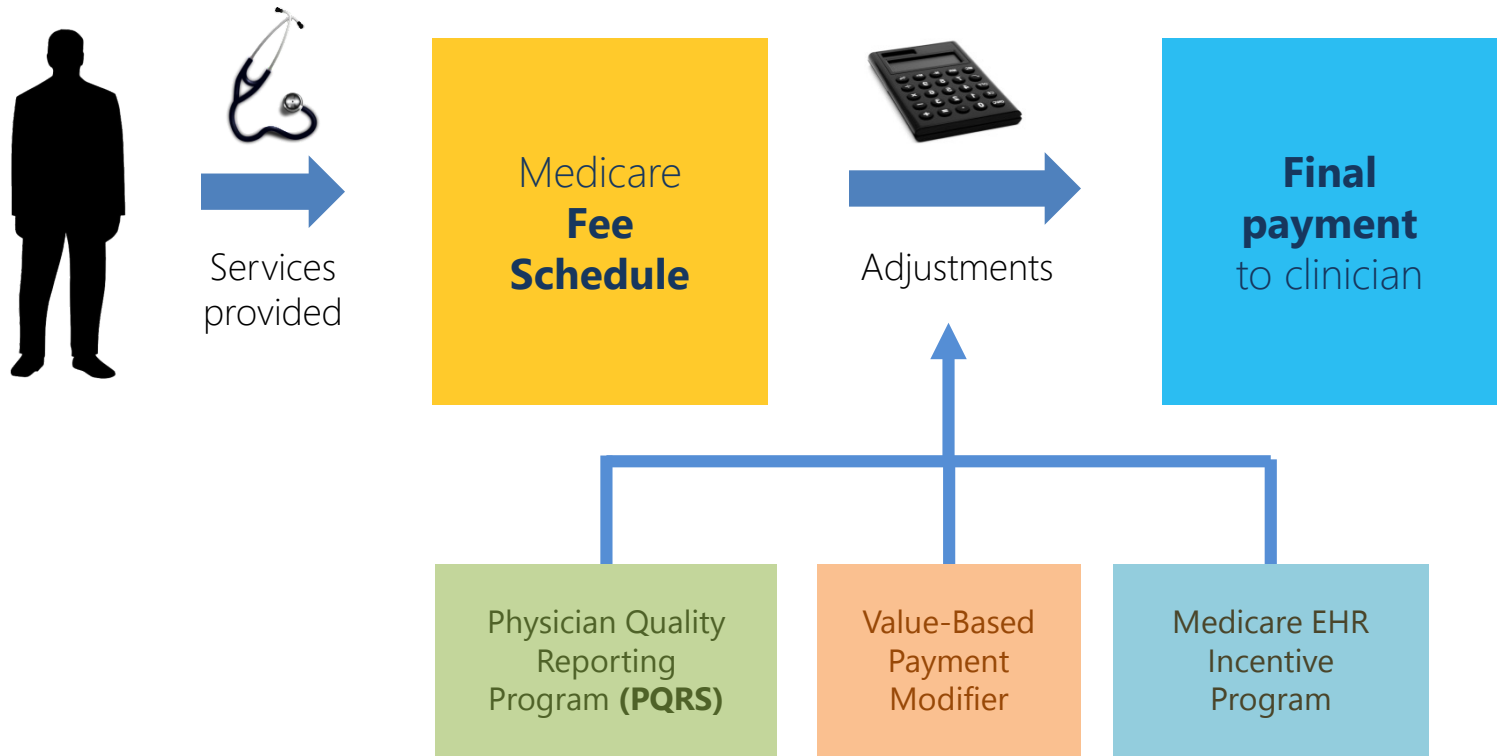 Services
provided
Medicare
Fee
Schedule
Adjustments
Final
payment
to clinician
Physician Quality
Reporting
Program (PQRS)
Value-Based
Payment
Modifier
Medicare EHR
Incentive
Program